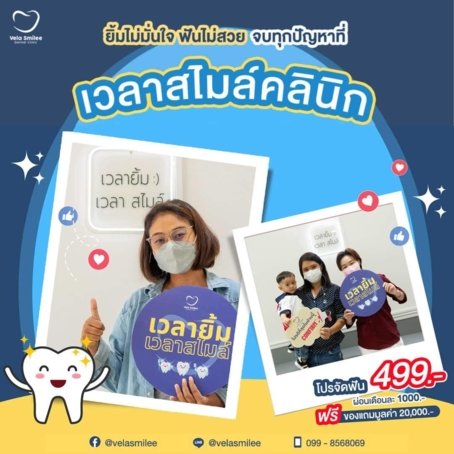 Vela Smilee
ยิ้มไม่มั่นใจ ฟันไม่สวย จบทุกปัญหาที่
เวลาสไมล์คลินิก
เวลายิ้ม :)
เวลา สไมล์
เวลายิ้ม
เวลาสไมล์
เวลายิ้ม :)
เวลา สไมล์
เวลายิ้ม
โปรจัดฟัน 499.-
ผ่อนเดือนละ 1000.-
ฟรี ของแถมมูลค่า 20,000.-
@velasmilee
LINE @velasmilee
099 - 8568069